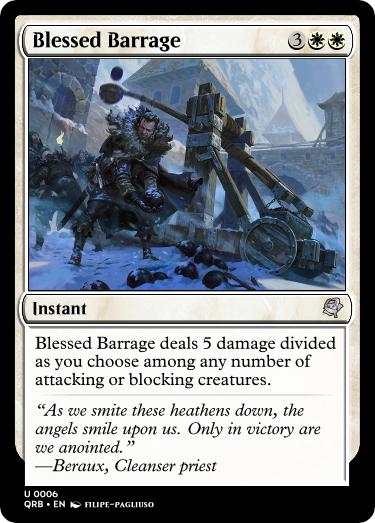 Blessed Barrage 3
Instant
Blessed Barrage deals 5 damage divided
as you choose among any number of
attacking or blocking creatures.
“As we smite these heathens down, the
angels smile upon us. Only in victory are
we anointed.”
—Beraux, Cleanser priest
U 0006
QRB • EN FILIPE-PAGLIUSO